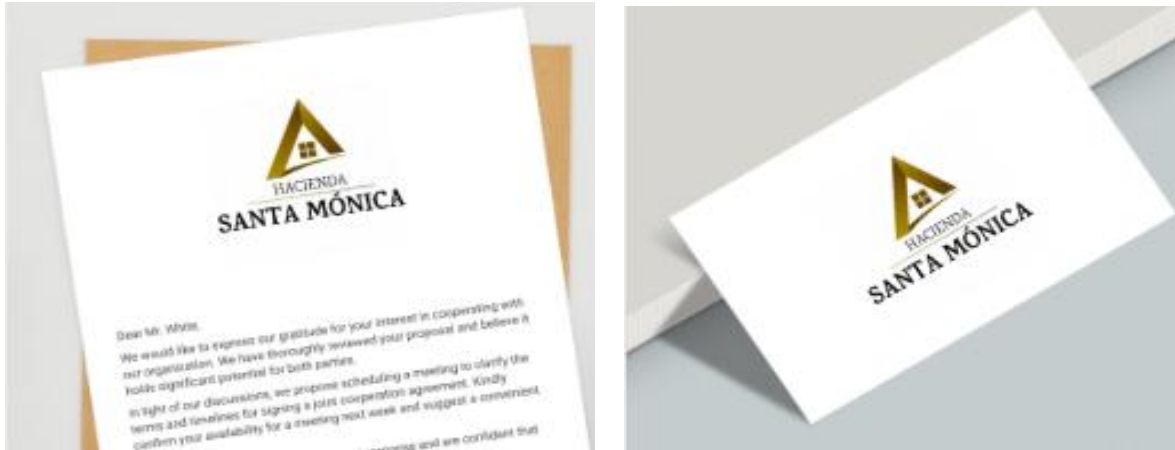 HACIENDA
SANTA MÓNICA
Dear Mr. White,
We would like to express our gratitude for your interest in cooperating with
our organization. We have thoroughly reviewed your proposal and believe it
holds significant potential for both parties.
In light of our discussions, we propose scheduling a meeting to clarify the
terms and timelines for signing a joint cooperation agreement. Kindly
confirm your availability for a meeting next week and suggest a convenient
and are confident that
HACIENDA
SANTA MÓNICA